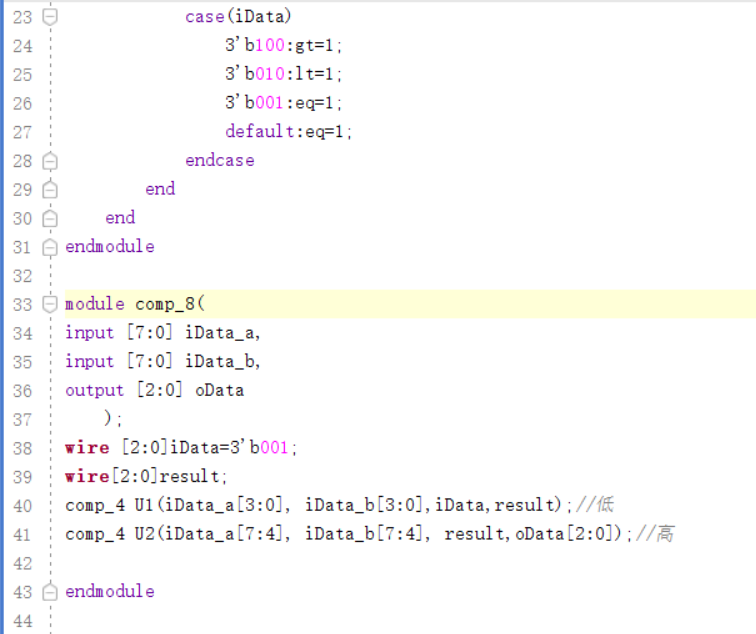 23 case(iData)
24 3'b100:gt=1;
25 3'b010:lt=1;
26 3'b001:eq=1;
27 default:eq=1;
28 endcase
29 end
30 end
31 endmodule
32
33 module comp_8(
34 input [7:0] iData_a,
35 input [7:0] iData_b,
36 output [2:0] oData
37 );
38 wire [2:0]iData=3'b001;
39 wire[2:0]result;
40 comp_4 U1(iData_a[3:0], iData_b[3:0],iData,result);//低
41 comp_4 U2(iData_a[7:4], iData_b[7:4], result,oData[2:0]);//高
42
43 endmodule
44